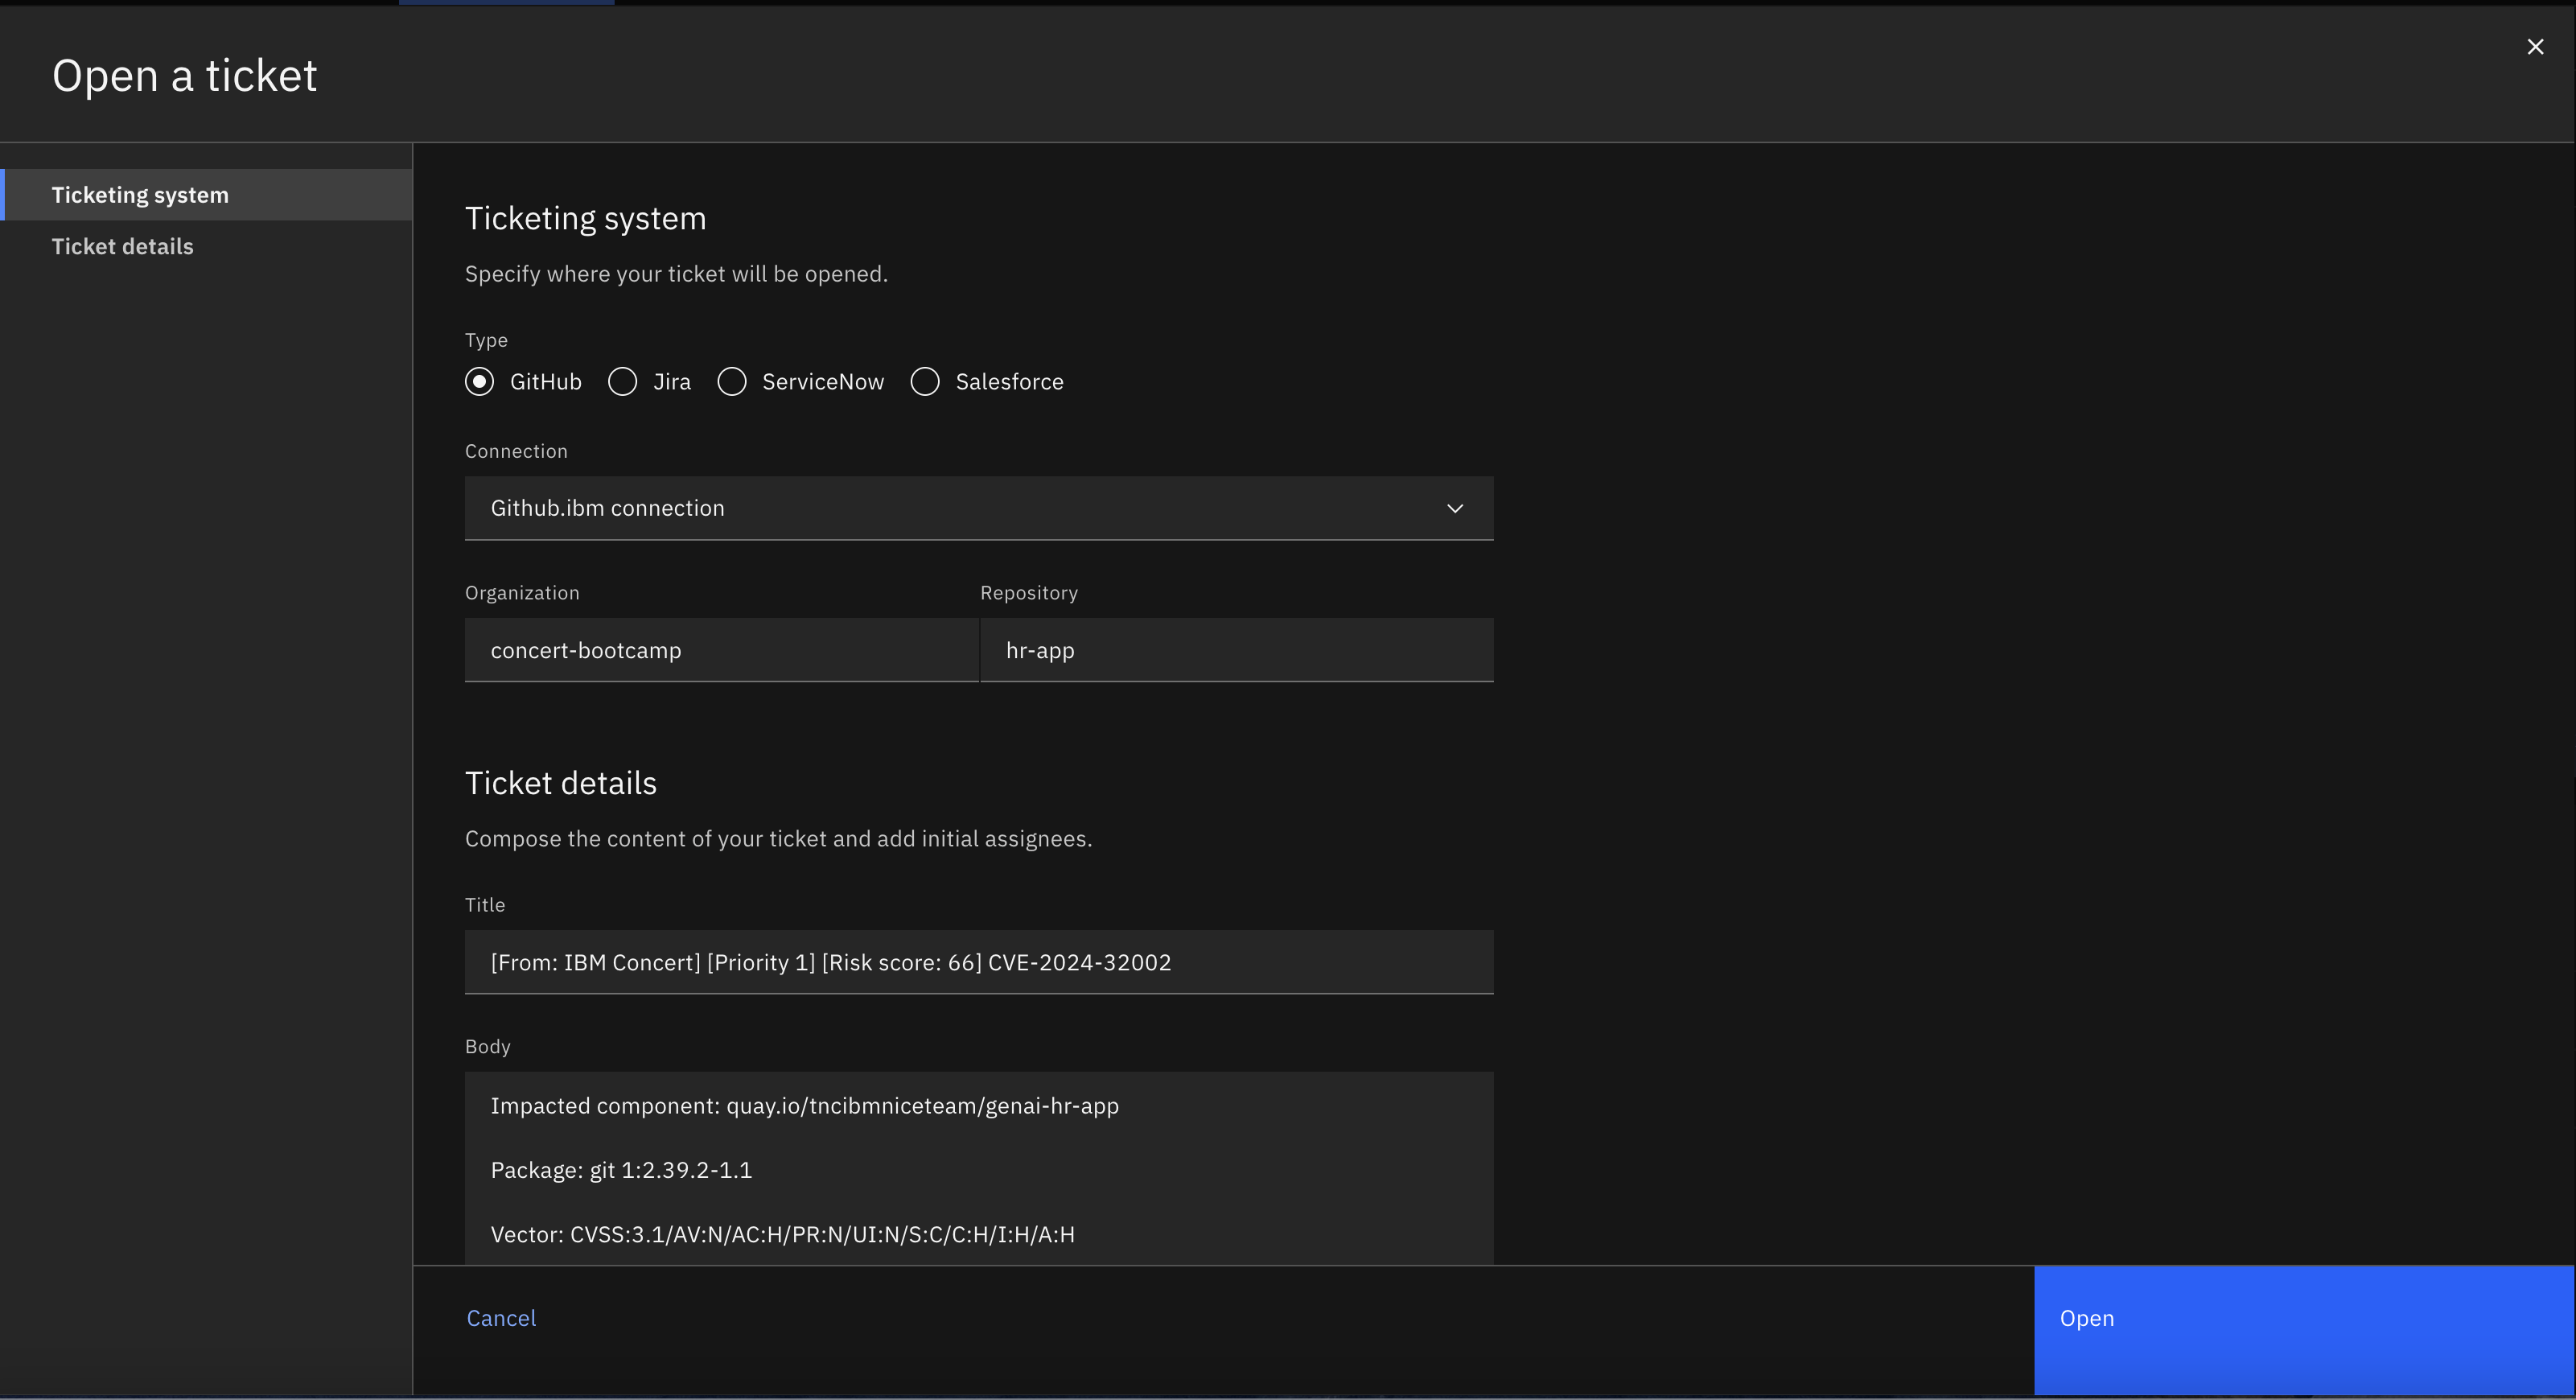 Open a ticket
Ticketing system
Ticket details
Ticketing system
Specify where your ticket will be opened.
Type
GitHub Jira ServiceNow Salesforce
Connection
Github.ibm connection
Organization Repository
concert-bootcamp hr-app
Ticket details
Compose the content of your ticket and add initial assignees.
Title
[From: IBM Concert] [Priority 1] [Risk score: 66] CVE-2024-32002
Body
Impacted component: quay.io/tncibmniceteam/genai-hr-app
Package: git 1:2.39.2-1.1
Vector: CVSS:3.1/AV:N/AC:H/PR:N/UI:N/S:C/C:H/I:H/A:H
Cancel Open